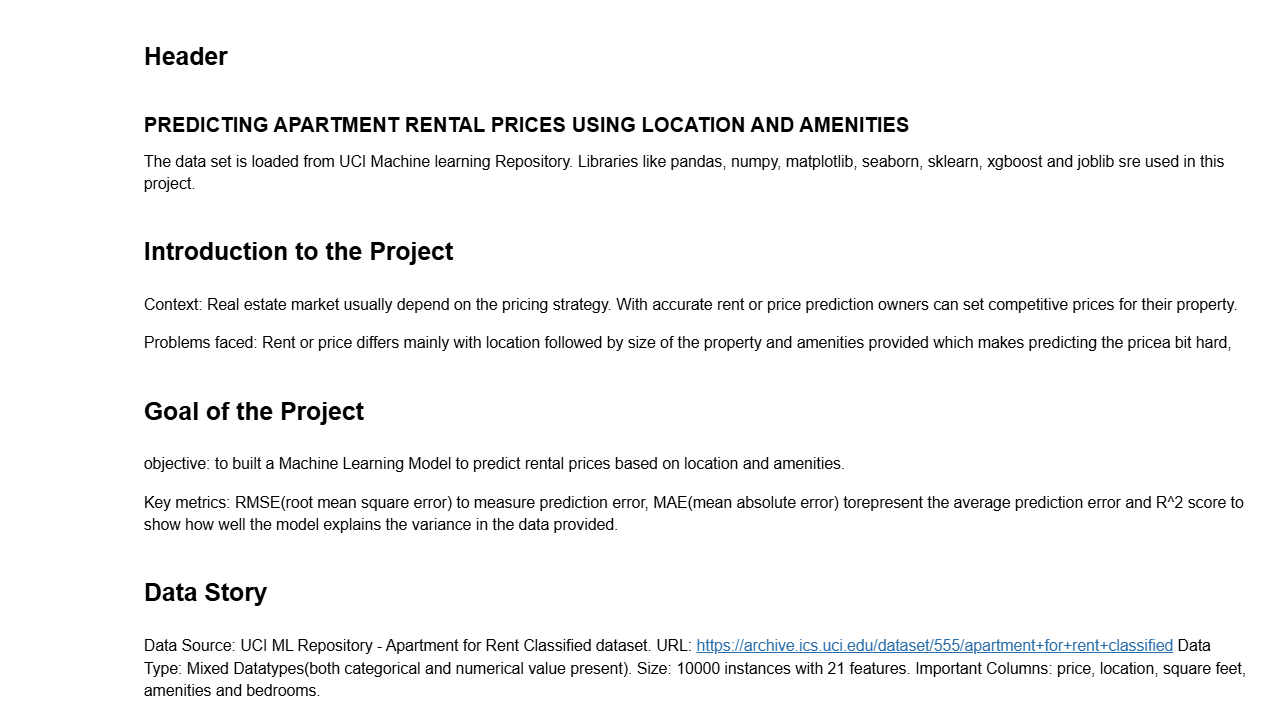 Header
PREDICTING APARTMENT RENTAL PRICES USING LOCATION AND AMENITIES
The data set is loaded from UCI Machine learning Repository. Libraries like pandas, numpy, matplotlib, seaborn, sklearn, xgboost and joblib sre used in this
project.
Introduction to the Project
Context: Real estate market usually depend on the pricing strategy. With accurate rent or price prediction owners can set competitive prices for their property.
Problems faced: Rent or price differs mainly with location followed by size of the property and amenities provided which makes predicting the pricea bit hard,
Goal of the Project
objective: to built a Machine Learning Model to predict rental prices based on location and amenities.
Key metrics: RMSE(root mean square error) to measure prediction error, MAE(mean absolute error) torepresent the average prediction error and R^2 score to
show how well the model explains the variance in the data provided.
Data Story
Data Source: UCI ML Repository - Apartment for Rent Classified dataset. URL: https://archive.ics.uci.edu/dataset/555/apartment+for+rent+classified Data
Type: Mixed Datatypes(both categorical and numerical value present). Size: 10000 instances with 21 features. Important Columns: price, location, square feet,
amenities and bedrooms.